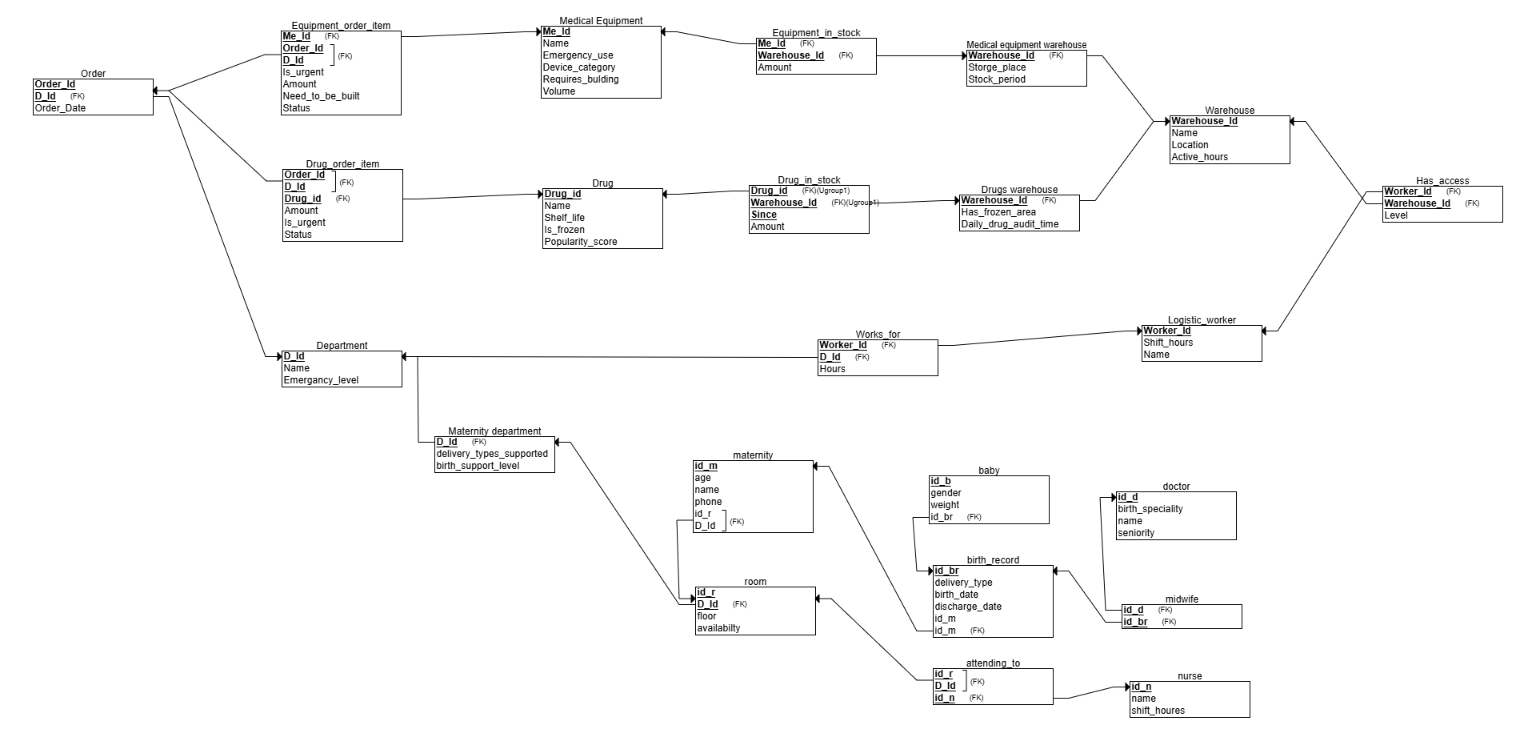 Order
Order_Id
D_Id (FK)
Order_Date
Equipment_order_item
Me_Id (FK)
Order_Id
D_Id
(FK)
Is_urgent
Amount
Need_to_be_built
Status
Medical Equipment
Me_Id
Name
Emergency_use
Device_category
Requires_bulding
Volume
Equipment_in_stock
Me_Id (FK)
Warehouse_Id (FK)
Amount
Medical equipment warehouse
Warehouse_Id (FK)
Storge_place
Stock_period
Warehouse
Warehouse_Id
Name
Location
Active_hours
Has_access
Worker_Id (FK)
Warehouse_Id (FK)
Level
Drug_order_item
Order_Id
D_Id
(FK)
Drug_id (FK)
Amount
Is_urgent
Status
Drug
Drug_id
Name
Shelf_life
Is_frozen
Popularity_score
Drug_in_stock
Drug_id (FK)(Ugroup1)
Warehouse_Id (FK)(Ugroup1)
Since
Amount
Drugs warehouse
Warehouse_Id (FK)
Has_frozen_area
Daily_drug_audit_time
Department
D_Id
Name
Emergancy_level
Works_for
Worker_Id (FK)
D_Id (FK)
Hours
Logistic_worker
Worker_Id
Shift_hours
Name
Maternity department
D_Id (FK)
delivery_types_supported
birth_support_level
maternity
id_m
age
name
phone
id_r
D_Id
(FK)
baby
id_b
gender
weight
id_br (FK)
doctor
id_d
birth_speciality
name
seniority
room
id_r
D_Id (FK)
floor
availabilty
birth_record
id_br
delivery_type
birth_date
discharge_date
id_m
id_m (FK)
midwife
id_d (FK)
id_br (FK)
attending_to
id_r
D_Id
(FK)
id_n (FK)
nurse
id_n
name
shift_houres